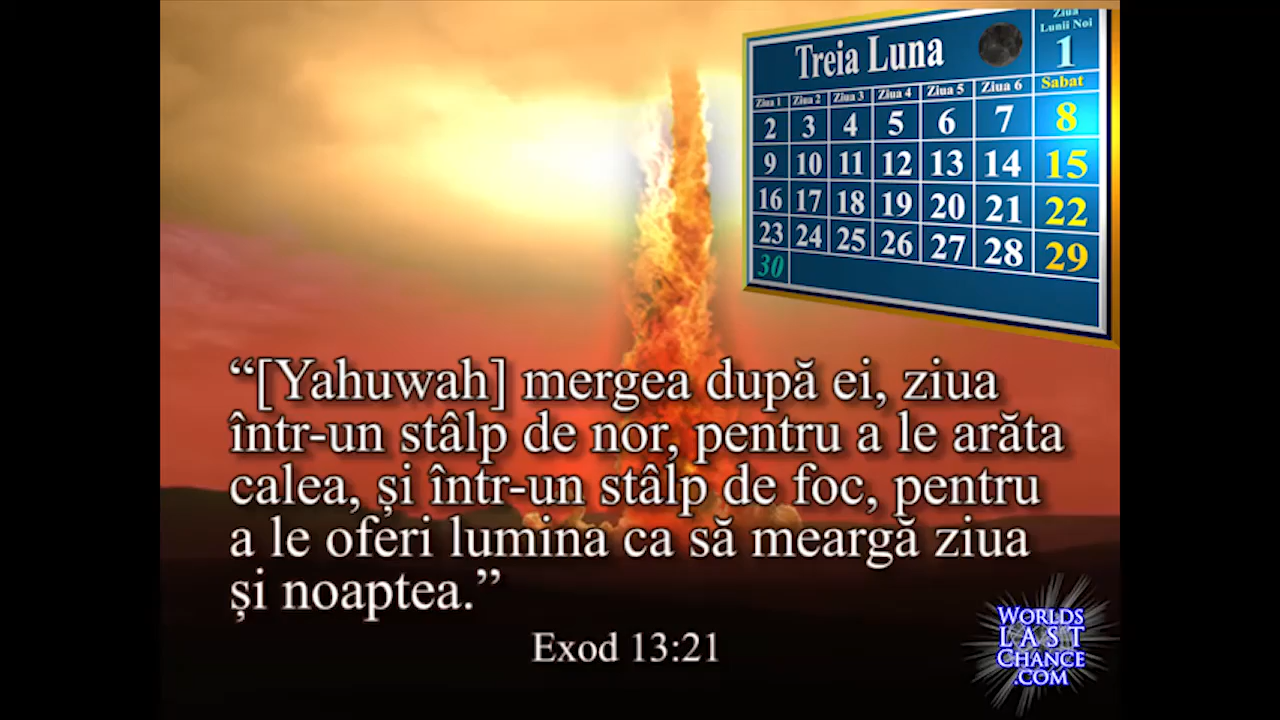 Treia Luna
Ziua
Lunii Noi
1
Ziua 1 Ziua 2 Ziua 3 Ziua 4 Ziua 5 Ziua 6 Sabat
2 3 4 5 6 7 8
9 10 11 12 13 14 15
16 17 18 19 20 21 22
23 24 25 26 27 28 29
30
“[Yahuwah] mergea după ei, ziua
într-un stâlp de nor, pentru a le arăta
calea, și într-un stâlp de foc, pentru
a le oferi lumina ca să meargă ziua
și noaptea.”
Exod 13:21
WORLDS
LAST
CHANCE
.COM